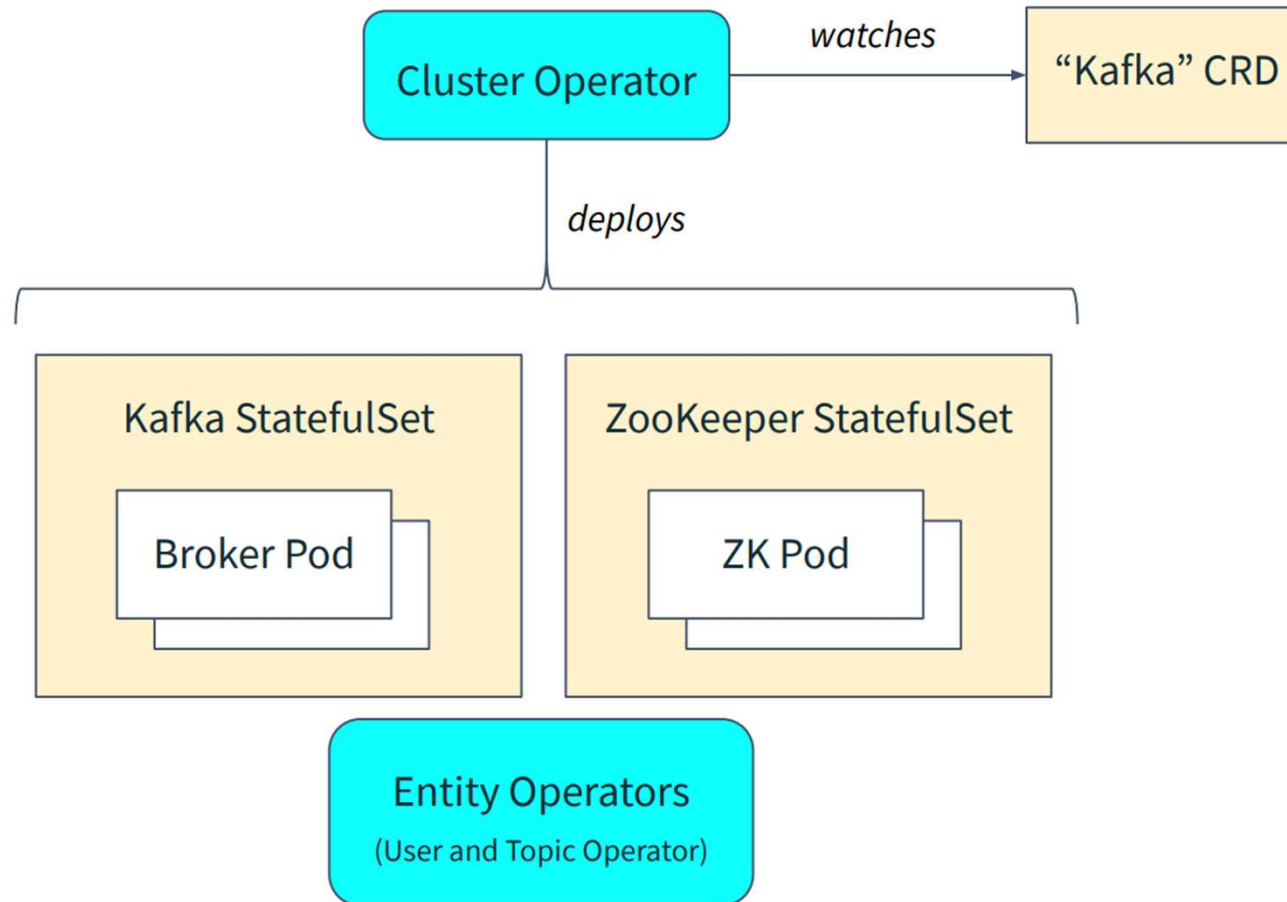 Cluster Operator
watches
“Kafka” CRD
deploys
Kafka StatefulSet
ZooKeeper StatefulSet
Broker Pod
ZK Pod
Entity Operators
(User and Topic Operator)